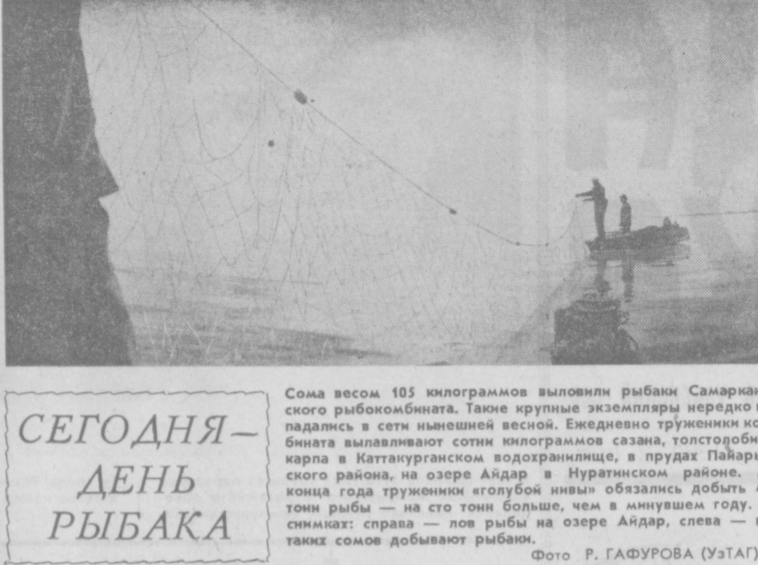 СЕГОДНЯ—
ДЕНЬ
РЫБАКА
Сома весом 105 килограммов выловили рыбаки Самаркан
ского рыбокомбината. Такие крупные экземпляры нередко
падались в сети нынешней весной. Ежедневно труженики ко
бината вылавливают сотни килограммов сазана, толстолоби
карпа в Каттакурганском водохранилище, в прудах Пайары
ского района, на озере Айдар в Нуратинском районе.
конца года труженики «голубой нивы» обязались добыть
тонн рыбы — на сто тонн больше, чем в минувшем году.
снимках: справа — лов рыбы на озере Айдар, слева —
таких сомов добывают рыбаки.
Фото Р. ГАФУРОВА (УзТАГ)